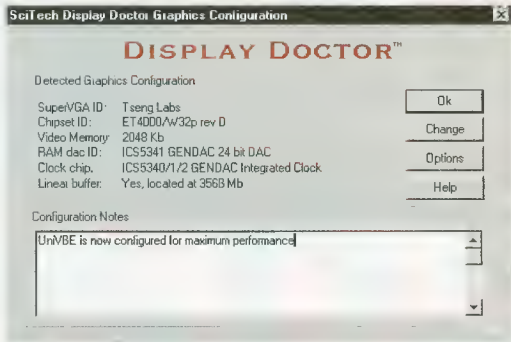 SciTech Display Doctor Graphics Configuration
DISPLAY DOCTOR™
Detected Graphics Configuration
SuperVGA ID: Tseng Labs
Chipset ID: ET4000/W32p rev D
Video Memory: 2048 Kb
RAM dac ID: ICS5341 GENDAC 24 bit DAC
Clock chip: ICS5340/1/2 GENDAC Integrated Clock
Linear buffer: Yes, located at 3568 Mb
Ok
Change
Options
Help
Configuration Notes
UniVBE is now configured for maximum performance